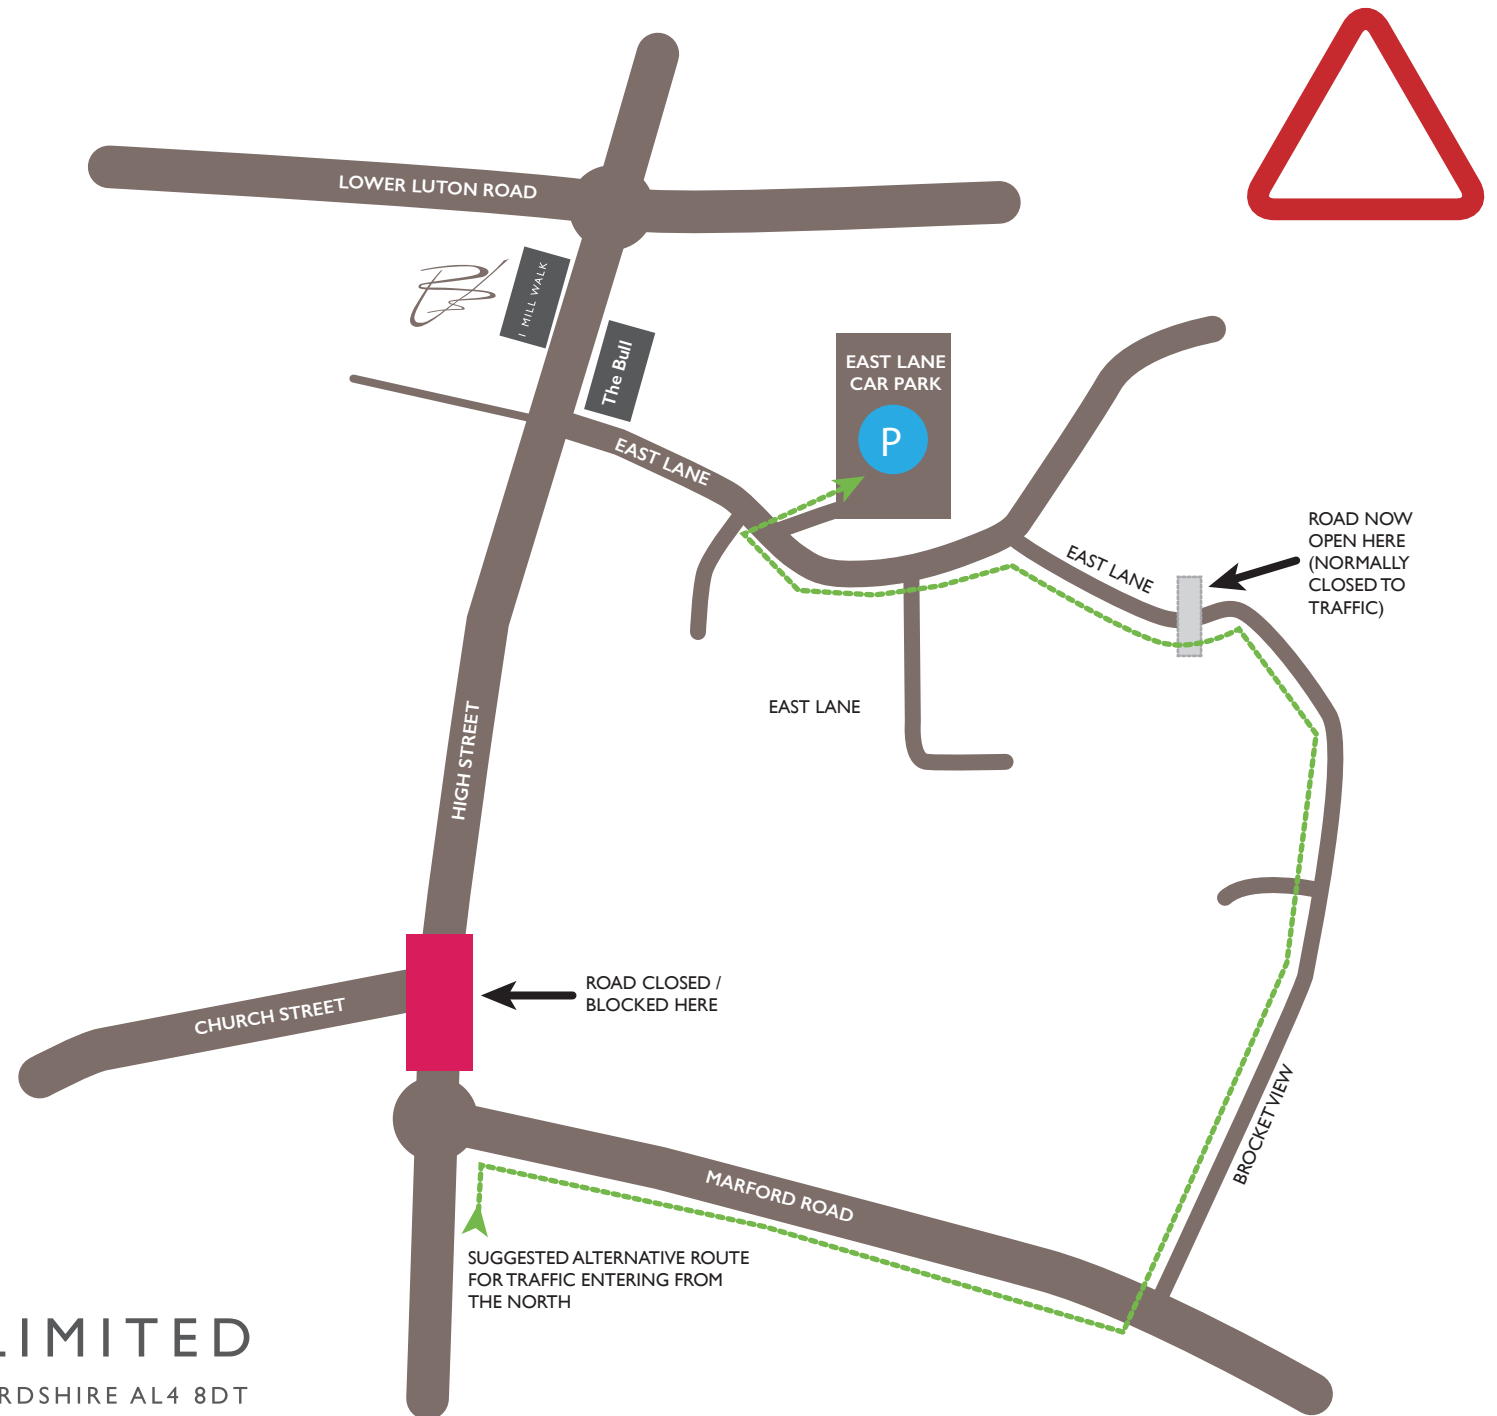 LOWER LUTON ROAD
1 MILL WALK
The Bull
EAST LANE
CAR PARK
P
EAST LANE
EAST LANE
ROAD NOW
OPEN HERE
(NORMALLY
CLOSED TO
TRAFFIC)
EAST LANE
HIGH STREET
CHURCH STREET
ROAD CLOSED /
BLOCKED HERE
BROCKET VIEW
MARFORD ROAD
SUGGESTED ALTERNATIVE ROUTE
FOR TRAFFIC ENTERING FROM
THE NORTH
LIMITED
RDSHIRE AL4 8DT